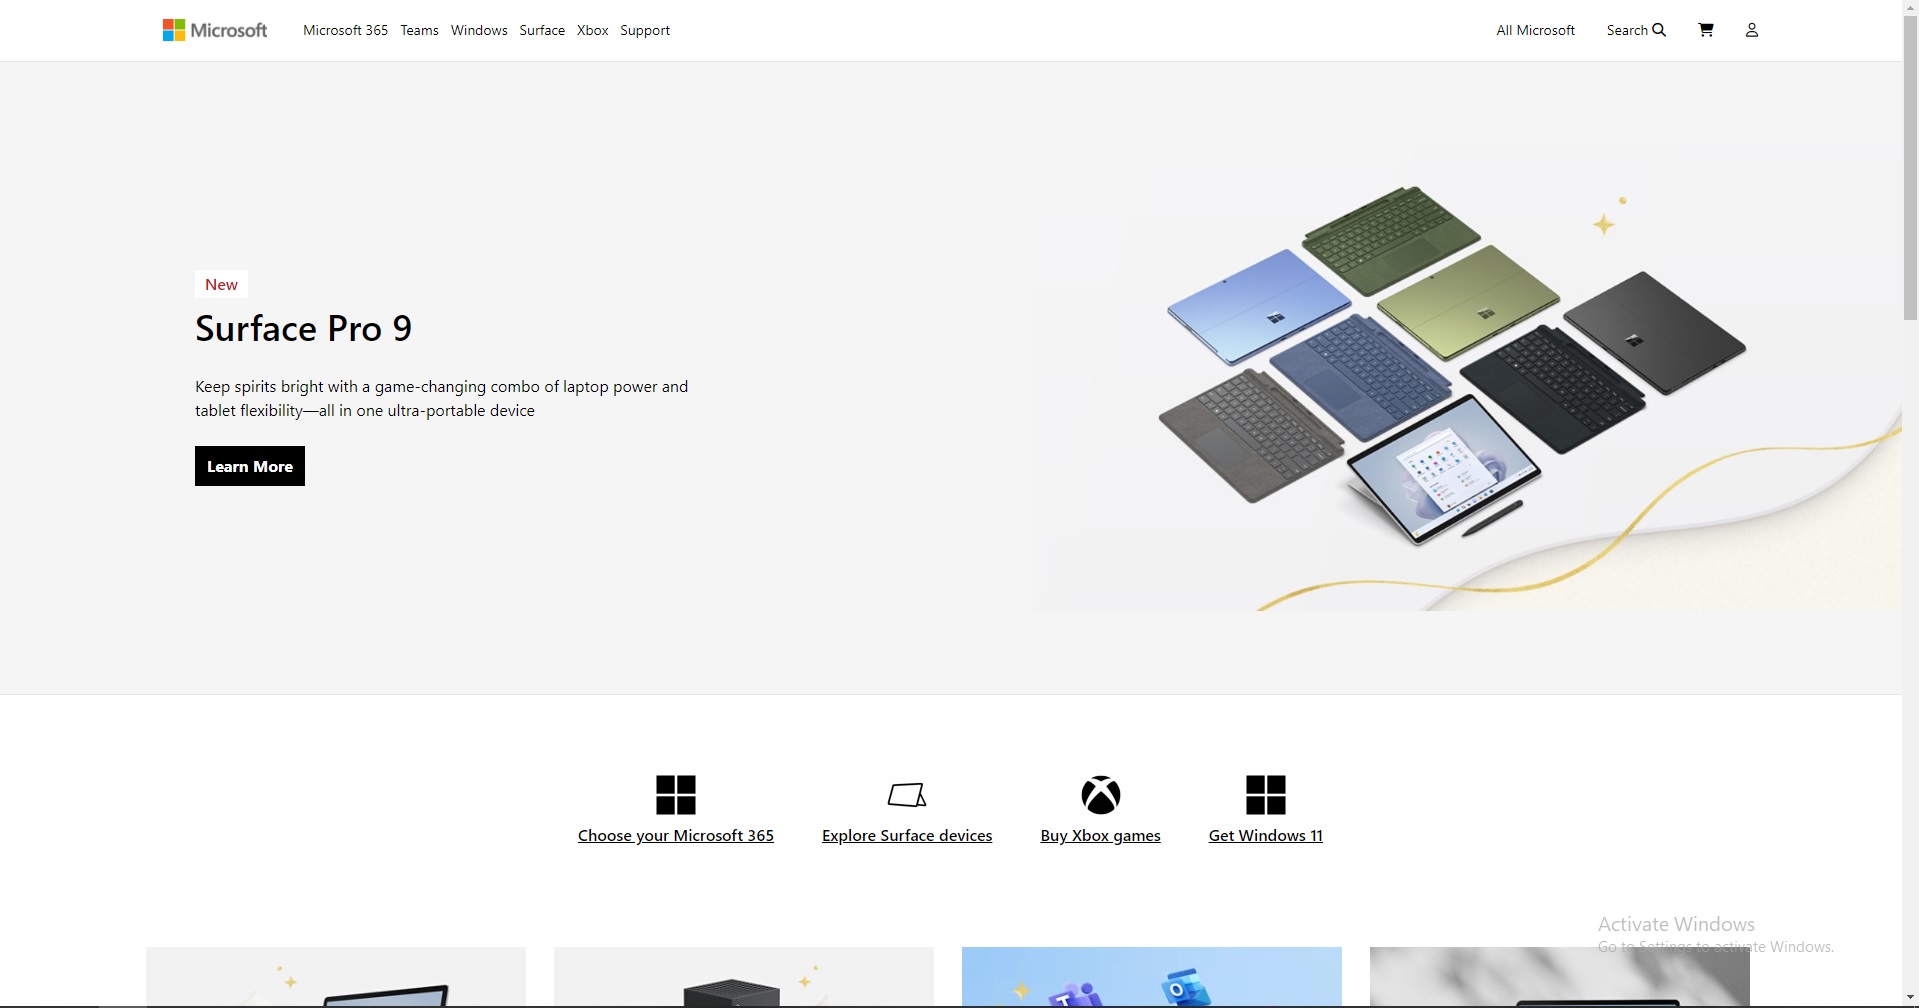 Microsoft
Microsoft 365 Teams Windows Surface Xbox Support
All Microsoft Search
New
Surface Pro 9
Keep spirits bright with a game-changing combo of laptop power and
tablet flexibility—all in one ultra-portable device
Learn More
Choose your Microsoft 365
Explore Surface devices
Buy Xbox games
Get Windows 11
Activate Windows
Go to Settings to activate Windows.